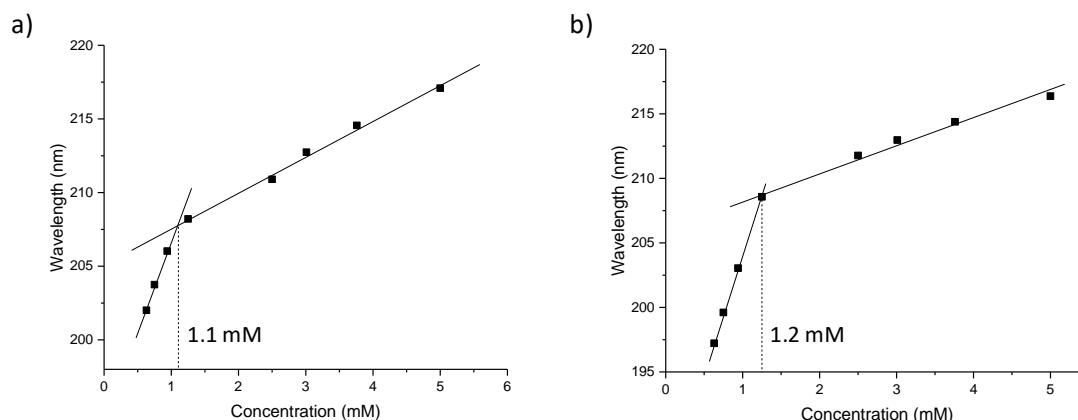 a)
220
215
210
205
200
Wavelength (nm)
1.1 mM
0 1 2 3 4 5 6
Concentration (mM)
b)
220
215
210
205
200
195
Wavelength (nm)
1.2 mM
0 1 2 3 4 5
Concentration (mM)